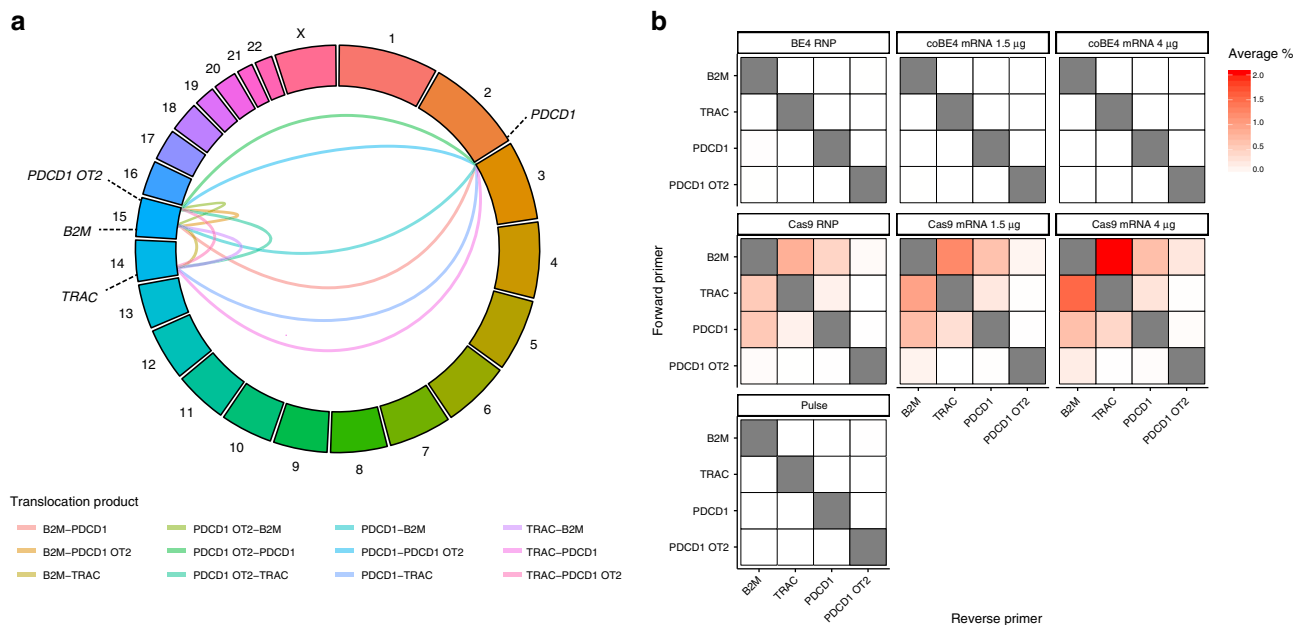 a
X
1
2
3
4
5
6
7
8
9
10
11
12
13
14
15
16
17
18
19
20
21
22
PDCD1
PDCD1 OT2
B2M
TRAC
Translocation product
B2M–PDCD1
B2M–PDCD1 OT2
B2M–TRAC
PDCD1 OT2–B2M
PDCD1 OT2–PDCD1
PDCD1 OT2–TRAC
PDCD1–B2M
PDCD1–PDCD1 OT2
PDCD1–TRAC
TRAC–B2M
TRAC–PDCD1
TRAC–PDCD1 OT2
b
BE4 RNP
coBE4 mRNA 1.5 µg
coBE4 mRNA 4 µg
B2M
TRAC
PDCD1
PDCD1 OT2
Average %
2.0
1.5
1.0
0.5
0.0
Cas9 RNP
Cas9 mRNA 1.5 µg
Cas9 mRNA 4 µg
Forward primer
B2M
TRAC
PDCD1
PDCD1 OT2
B2M
TRAC
PDCD1
PDCD1 OT2
B2M
TRAC
PDCD1
PDCD1 OT2
Pulse
B2M
TRAC
PDCD1
PDCD1 OT2
B2M
TRAC
PDCD1
PDCD1 OT2
Reverse primer